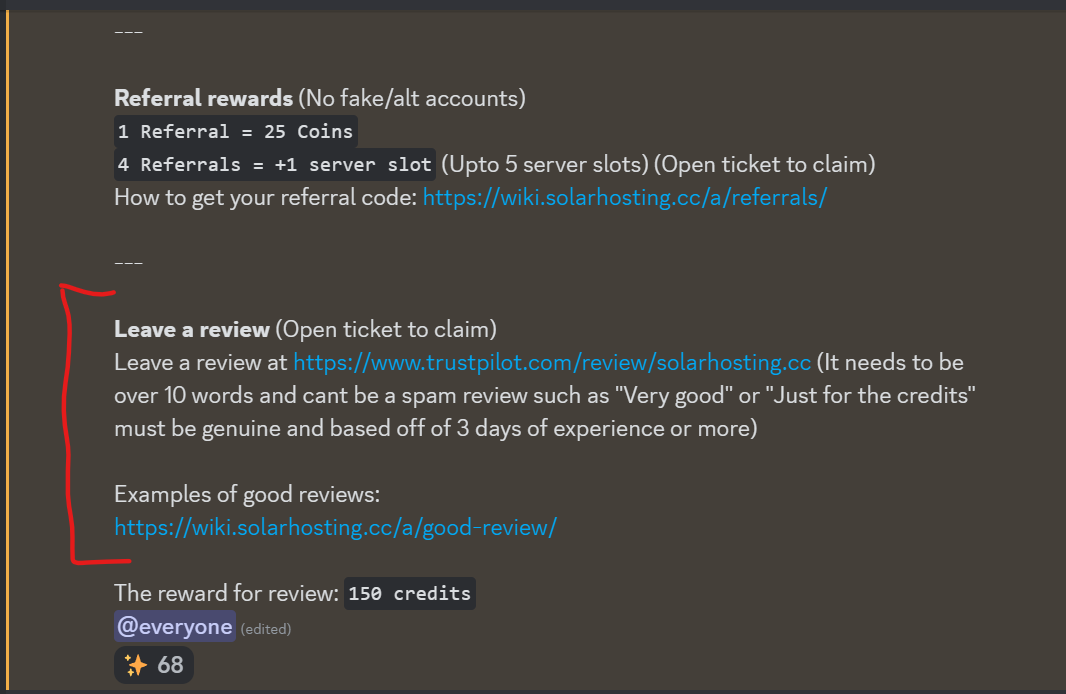 ---
Referral rewards (No fake/alt accounts)
1 Referral = 25 Coins
4 Referrals = +1 server slot (Upto 5 server slots) (Open ticket to claim)
How to get your referral code: https://wiki.solarhosting.cc/a/referrals/
---
Leave a review (Open ticket to claim)
Leave a review at https://www.trustpilot.com/review/solarhosting.cc (It needs to be
over 10 words and cant be a spam review such as "Very good" or "Just for the credits"
must be genuine and based off of 3 days of experience or more)
Examples of good reviews:
https://wiki.solarhosting.cc/a/good-review/
The reward for review: 150 credits
@everyone (edited)
✨ 68